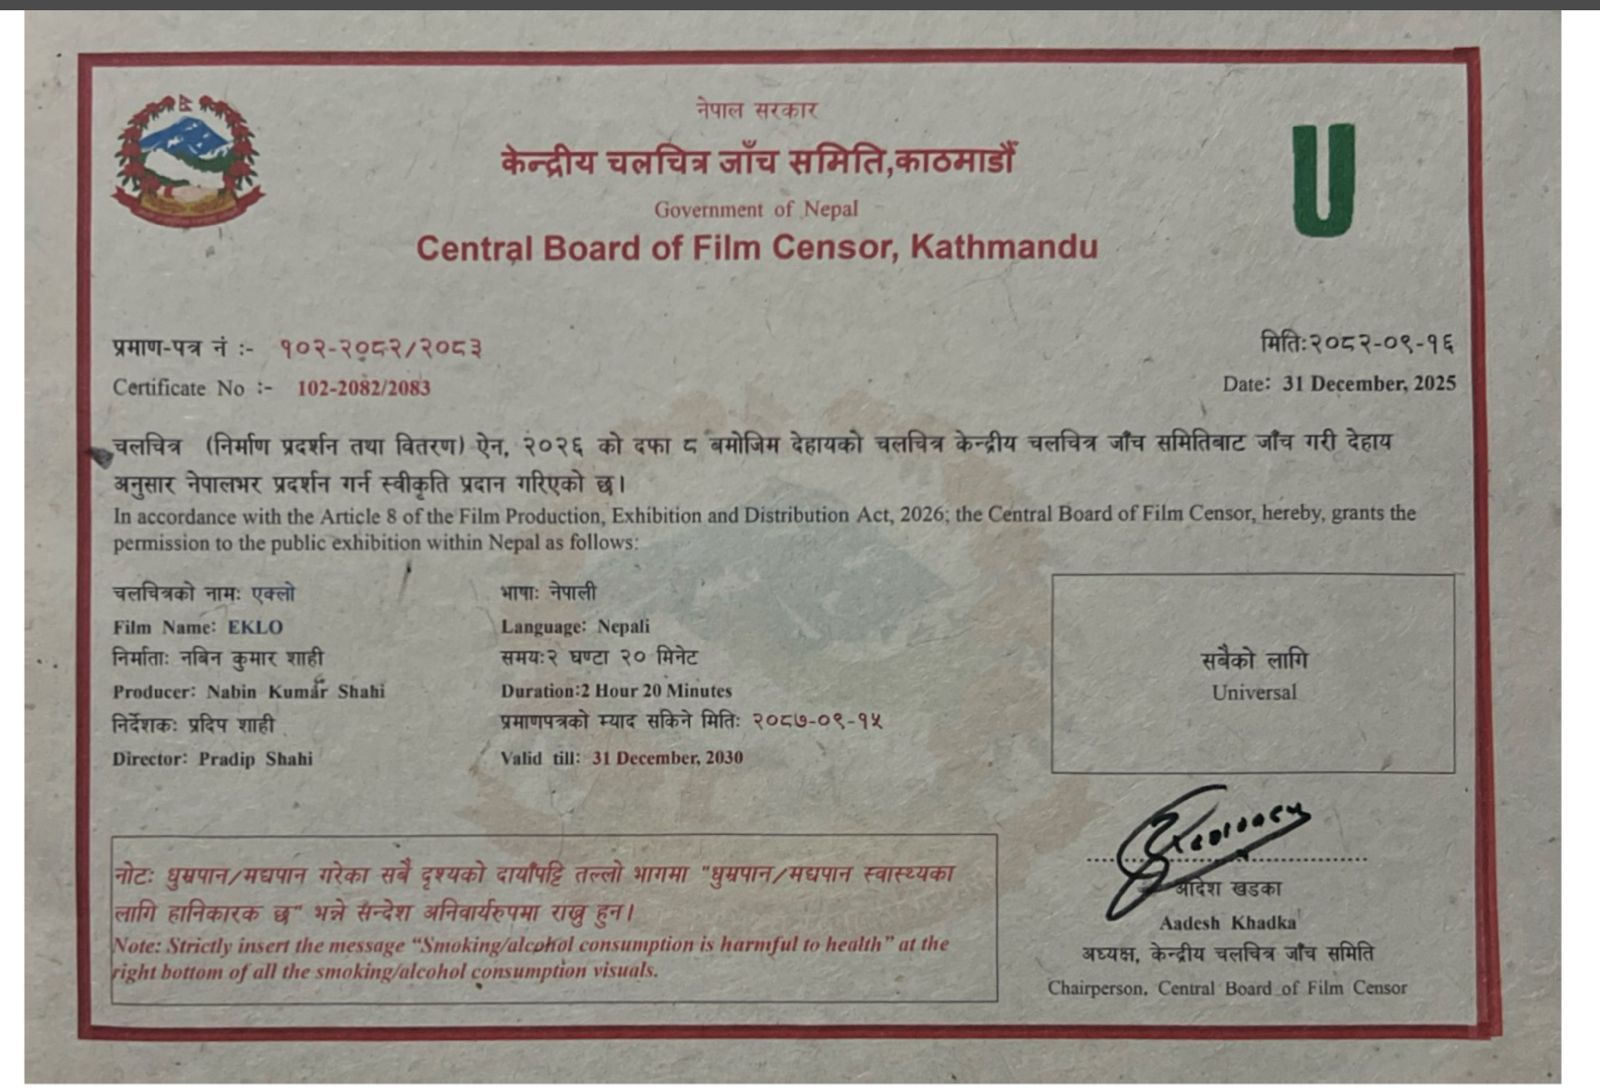 नेपाल सरकार
केन्द्रीय चलचित्र जाँच समिति,काठमाडौं
Government of Nepal
Central Board of Film Censor, Kathmandu
U
प्रमाण-पत्र नं :- १०२-२०८२/२०८३
मिति:२०८२-०९-१६
Certificate No :- 102-2082/2083
Date: 31 December, 2025
चलचित्र (निर्माण प्रदर्शन तथा वितरण) ऐन, २०२६ को दफा ८ बमोजिम देहायको चलचित्र केन्द्रीय चलचित्र जाँच समितिबाट जाँच गरी देहाय
अनुसार नेपालभर प्रदर्शन गर्न स्वीकृति प्रदान गरिएको छ।
In accordance with the Article 8 of the Film Production, Exhibition and Distribution Act, 2026; the Central Board of Film Censor, hereby, grants the
permission to the public exhibition within Nepal as follows:
चलचित्रको नाम: एक्लो
Film Name: EKLO
निर्माता: नबिन कुमार शाही
Producer: Nabin Kumar Shahi
निर्देशक: प्रदिप शाही
Director: Pradip Shahi
भाषा: नेपाली
Language: Nepali
समय:२ घण्टा २० मिनेट
Duration:2 Hour 20 Minutes
प्रमाणपत्रको म्याद सकिने मिति: २०८७-०९-१५
Valid till: 31 December, 2030
सबैको लागि
Universal
नोट: धुम्रपान/मद्यपान गरेका सबै दृश्यको दायाँपट्टि तल्लो भागमा "धुम्रपान/मद्यपान स्वास्थ्यका
लागि हानिकारक छ" भन्ने सन्देश अनिवार्यरुपमा राख्नु हुन।
Note: Strictly insert the message “Smoking/alcohol consumption is harmful to health” at the
right bottom of all the smoking/alcohol consumption visuals.
आदेश खडका
Aadesh Khadka
अध्यक्ष, केन्द्रीय चलचित्र जाँच समिति
Chairperson, Central Board of Film Censor